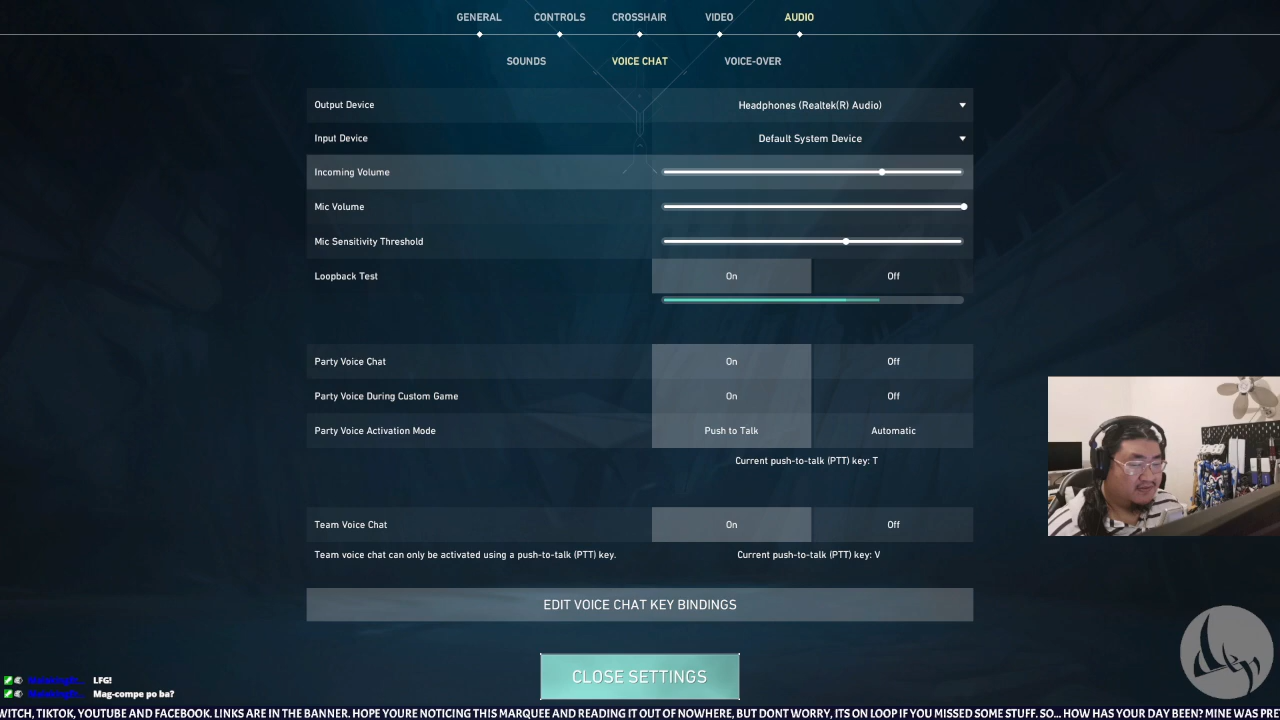 GENERAL CONTROLS CROSSHAIR VIDEO AUDIO
SOUNDS VOICE CHAT VOICE-OVER
Output Device Headphones (Realtek(R) Audio)
Input Device Default System Device
Incoming Volume
Mic Volume
Mic Sensitivity Threshold
Loopback Test On Off
Party Voice Chat On Off
Party Voice During Custom Game On Off
Party Voice Activation Mode Push to Talk Automatic
Current push-to-talk (PTT) key: T
Team Voice Chat On Off
Team voice chat can only be activated using a push-to-talk (PTT) key. Current push-to-talk (PTT) key: V
EDIT VOICE CHAT KEY BINDINGS
CLOSE SETTINGS
LFG!
Mag-compe po ba?
WITCH, TIKTOK, YOUTUBE AND FACEBOOK. LINKS ARE IN THE BANNER. HOPE YOURE NOTICING THIS MARQUEE AND READING IT OUT OF NOWHERE, BUT DONT WORRY, ITS ON LOOP IF YOU MISSED SOME STUFF. SO... HOW HAS YOUR DAY BEEN? MINE WAS PRE